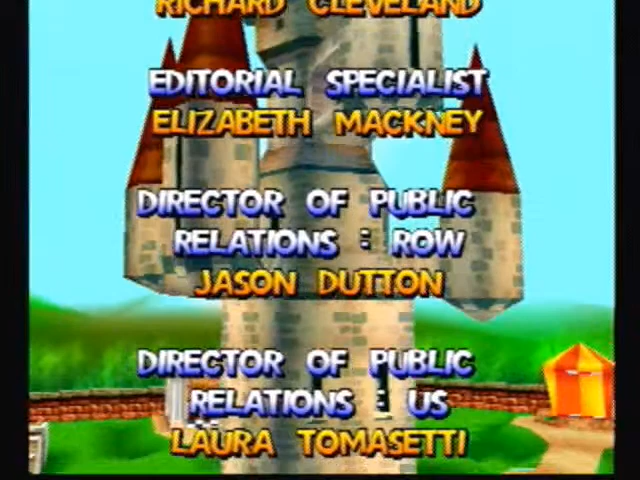 RICHARD CLEVELAND
EDITORIAL SPECIALIST
ELIZABETH MACKNEY
DIRECTOR OF PUBLIC
RELATIONS : ROW
JASON DUTTON
DIRECTOR OF PUBLIC
RELATIONS : US
LAURA TOMASETTI